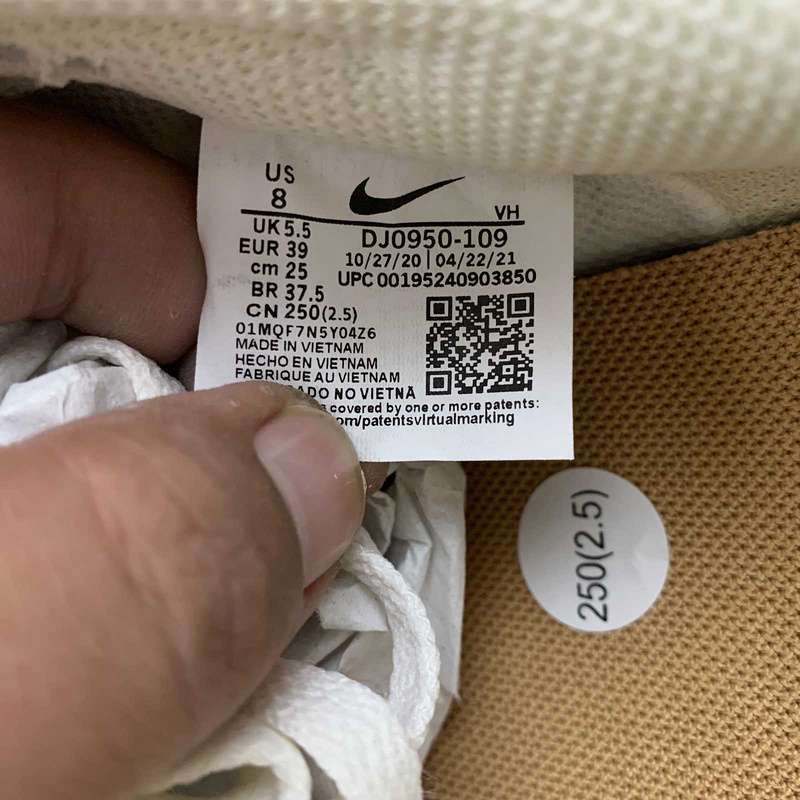 US
8
VH
UK 5.5
EUR 39
cm 25
BR 37.5
CN 250(2.5)
DJ0950-109
10/27/20 | 04/22/21
UPC 00195240903850
01MQF7N5Y04Z6
MADE IN VIETNAM
HECHO EN VIETNAM
FABRIQUE AU VIETNAM
NO VIETNÃ
covered by one or more patents:
/patentsvirtualmarking
250(2.5)